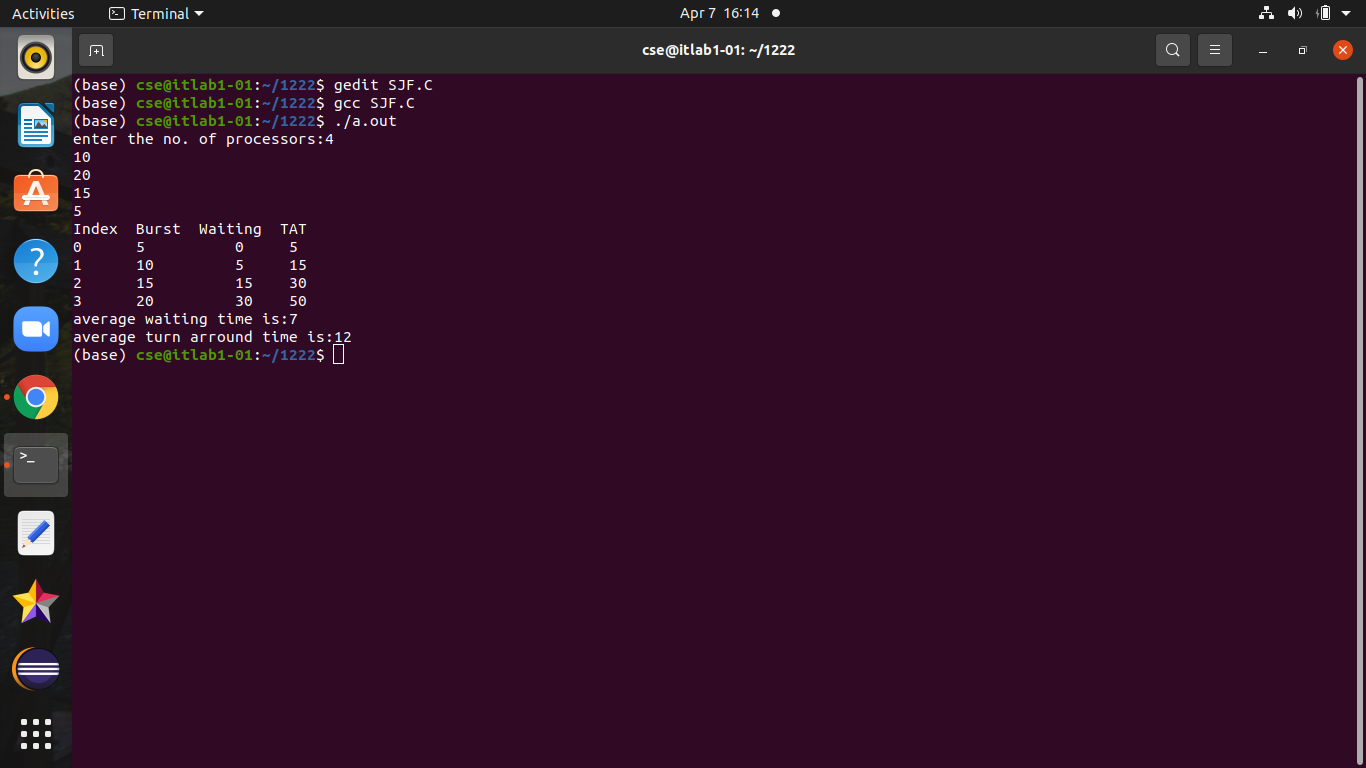 Activities Terminal Apr 7 16:14
cse@itlab1-01: ~/1222
(base) cse@itlab1-01:~/1222$ gedit SJF.C
(base) cse@itlab1-01:~/1222$ gcc SJF.C
(base) cse@itlab1-01:~/1222$ ./a.out
enter the no. of processors:4
10
20
15
5
Index Burst Waiting TAT
0 5 0 5
1 10 5 15
2 15 15 30
3 20 30 50
average waiting time is:7
average turn arround time is:12
(base) cse@itlab1-01:~/1222$